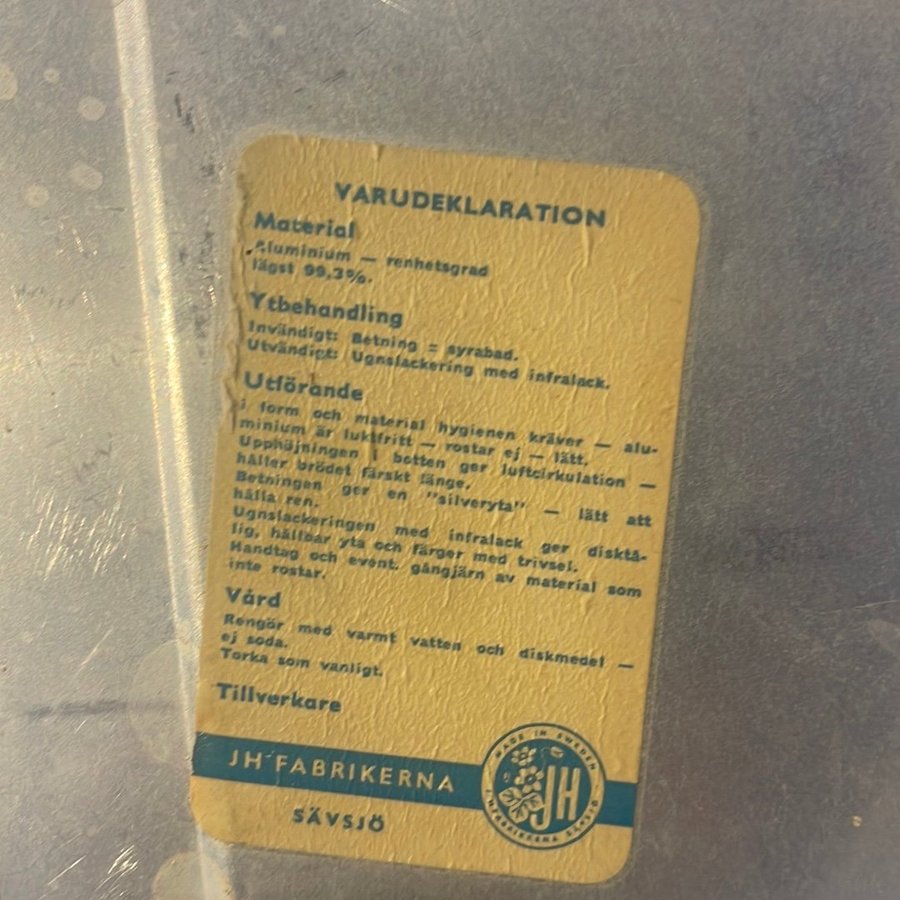 VARUDEKLARATION
Material
Aluminium — renhetsgrad
lägst 99,3%.
Ytbehandling
Invändigt: Betning = syrabad.
Utvändigt: Ugnslackering med infralack.
Utförande
i form och material hygienen kräver — alu-
minium är luktfritt — rostar ej — lätt.
Upphöjningen i botten ger luftcirkulation —
håller brödet färskt länge.
Betningen ger en "silveryta" — lätt att
hålla ren.
Ugnslackeringen med infralack ger disktå-
lig, hållbar yta och färger med trivsel.
Handtag och event. gångjärn av material som
inte rostar.
Vård
Rengör med varmt vatten och diskmedel —
ej soda.
Torka som vanligt.
Tillverkare
JH FABRIKERNA
SÄVSJÖ
MADE IN SWEDEN
JH
JHFABRIKERNA SÄVSJÖ